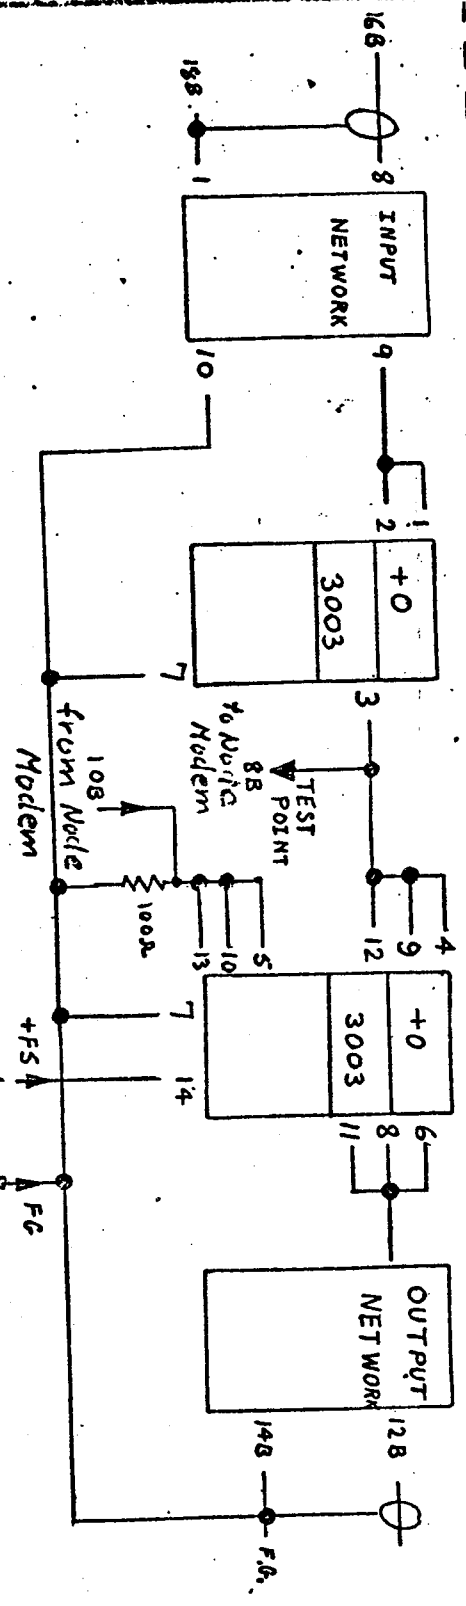 16B
18B
8
1
INPUT
NETWORK
9
10
1
2
+0
3003
7
3
TEST
POINT
8B
to Node
Modem
10B
from Node
Modem
100Ω
4
9
12
5
10
13
+0
3003
7
14
+FS
FG
6
8
11
OUTPUT
NETWORK
12B
14B
F.G.